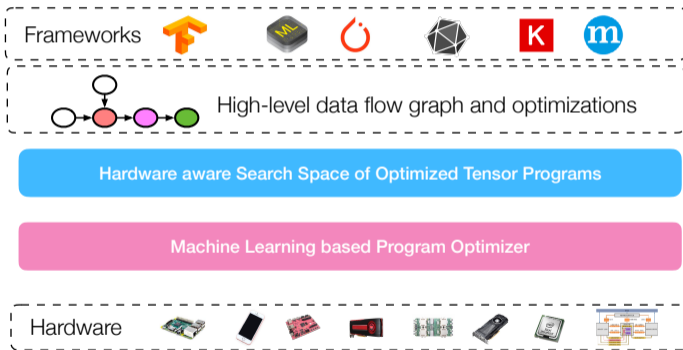 Frameworks
ML
K
m
High-level data flow graph and optimizations
Hardware aware Search Space of Optimized Tensor Programs
Machine Learning based Program Optimizer
Hardware